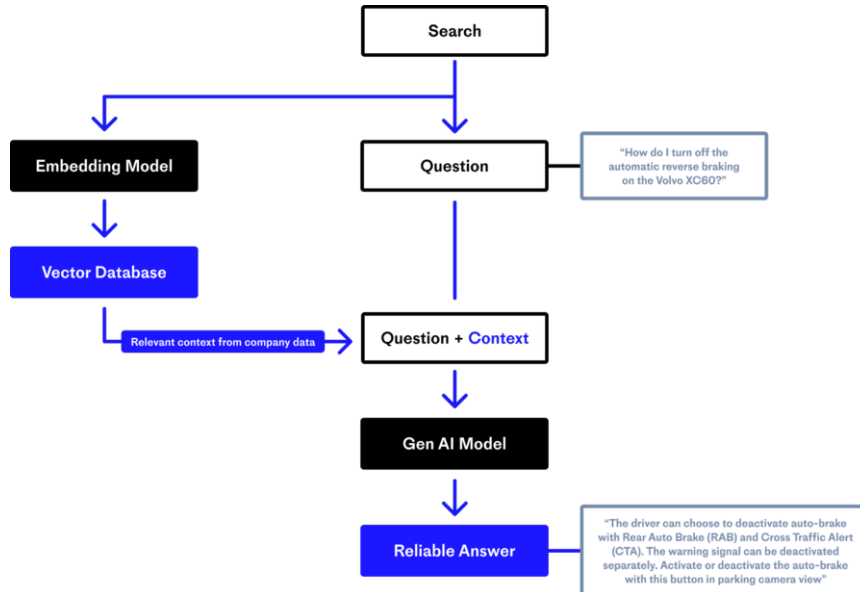 Search
Embedding Model
Question
“How do I turn off the
automatic reverse braking
on the Volvo XC60?”
Vector Database
Relevant context from company data
Question + Context
Gen AI Model
Reliable Answer
“The driver can choose to deactivate auto-brake
with Rear Auto Brake (RAB) and Cross Traffic Alert
(CTA). The warning signal can be deactivated
separately. Activate or deactivate the auto-brake
with this button in parking camera view”